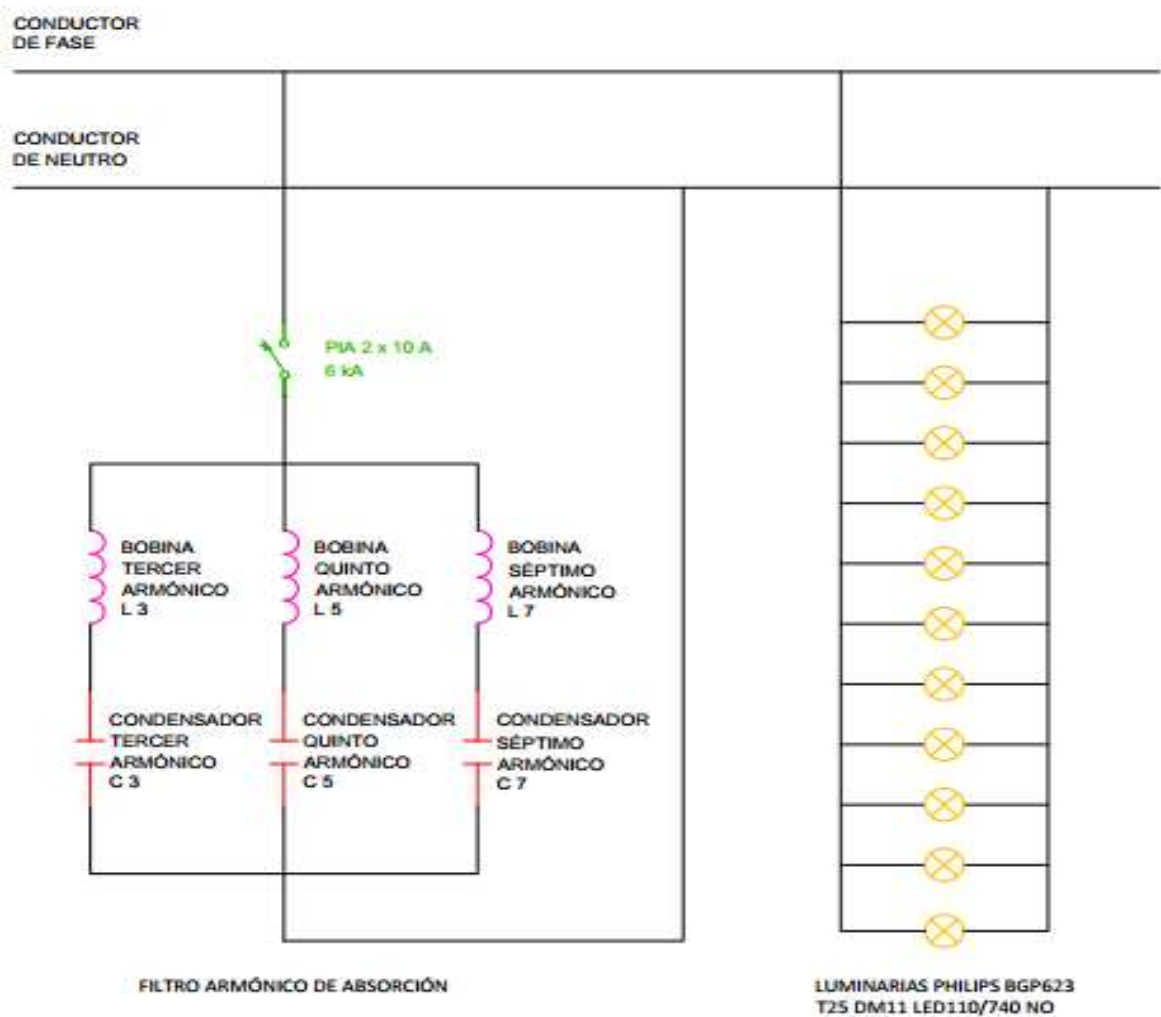 CONDUCTOR
DE FASE
CONDUCTOR
DE NEUTRO
PIA 2 x 10 A
6 kA
BOBINA
TERCER
ARMÓNICO
L 3
BOBINA
QUINTO
ARMÓNICO
L 5
BOBINA
SÉPTIMO
ARMÓNICO
L 7
CONDENSADOR
TERCER
ARMÓNICO
C 3
CONDENSADOR
QUINTO
ARMÓNICO
C 5
CONDENSADOR
SÉPTIMO
ARMÓNICO
C 7
FILTRO ARMÓNICO DE ABSORCIÓN
LUMINARIAS PHILIPS BGP623
T25 DM11 LED110/740 NO